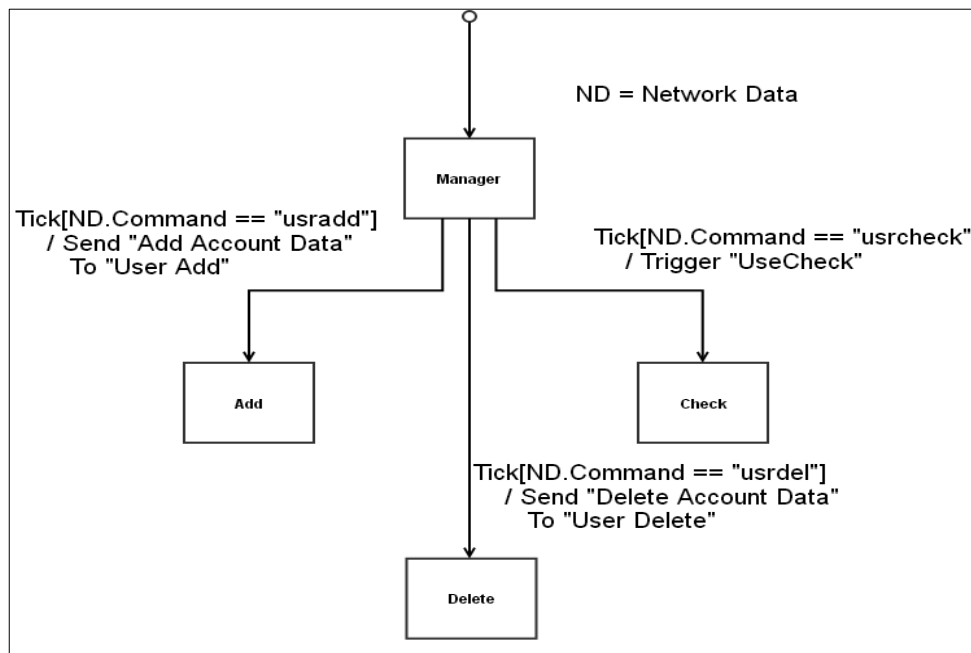 ND = Network Data
Manager
Tick[ND.Command == "usradd"]
/ Send "Add Account Data"
To "User Add"
Tick[ND.Command == "usrcheck"
/ Trigger "UseCheck"
Add
Check
Tick[ND.Command == "usrdel"]
/ Send "Delete Account Data"
To "User Delete"
Delete